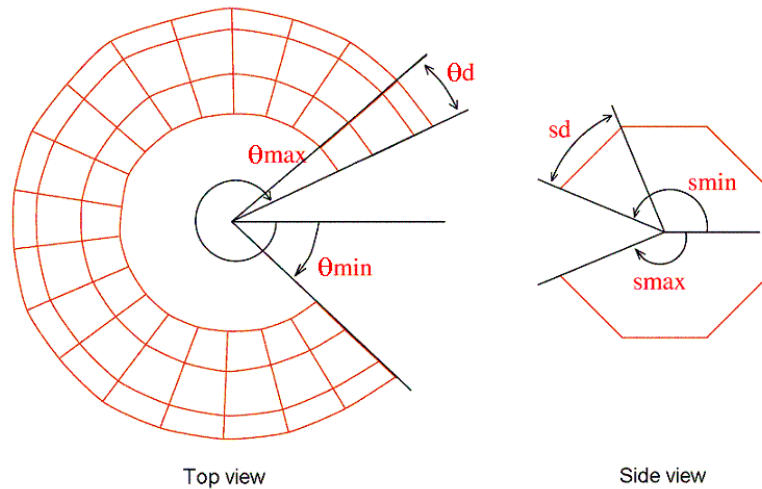 θd
θmax
θmin
sd
smin
smax
Top view
Side view